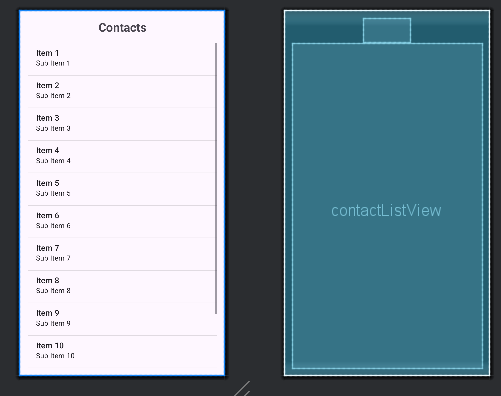 Contacts
Item 1
Sub Item 1
Item 2
Sub Item 2
Item 3
Sub Item 3
Item 4
Sub Item 4
Item 5
Sub Item 5
Item 6
Sub Item 6
Item 7
Sub Item 7
Item 8
Sub Item 8
Item 9
Sub Item 9
Item 10
Sub Item 10
contactListView